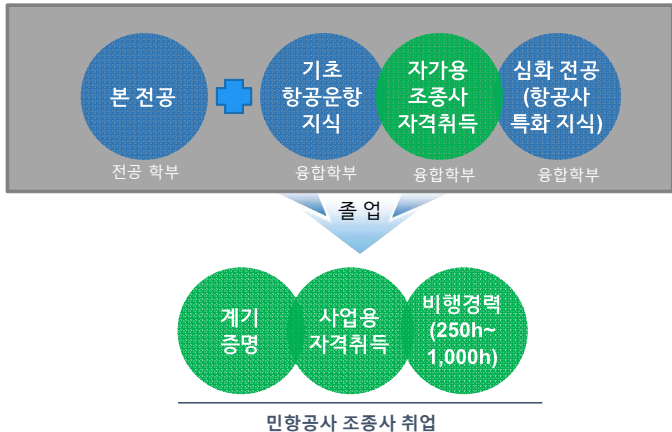 본 전공
기초
항공운항
지식
자가용
조종사
자격취득
심화 전공
(항공사
특화 지식)
전공 학부
융합학부
융합학부
융합학부
졸 업
계기
증명
사업용
자격취득
비행경력
(250h~
1,000h)
민항공사 조종사 취업